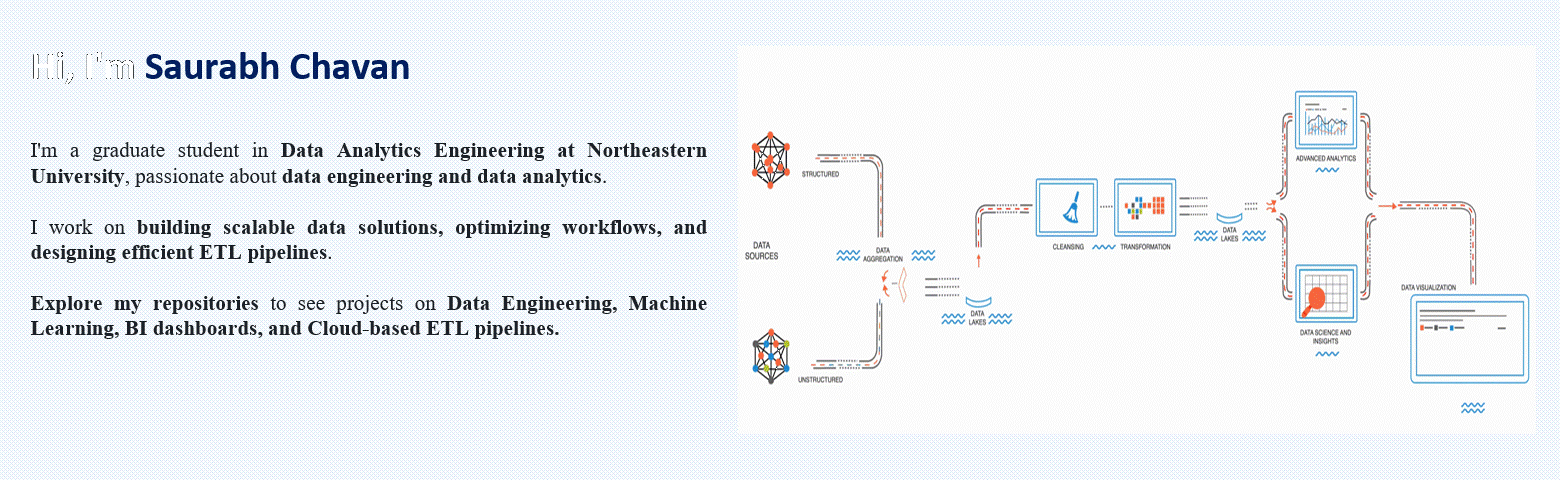 Hi, I'm Saurabh Chavan
I'm a graduate student in Data Analytics Engineering at Northeastern
University, passionate about data engineering and data analytics.
I work on building scalable data solutions, optimizing workflows, and
designing efficient ETL pipelines.
Explore my repositories to see projects on Data Engineering, Machine
Learning, BI dashboards, and Cloud-based ETL pipelines.
STRUCTURED
DATA
SOURCES
UNSTRUCTURED
DATA
AGGREGATION
DATA
LAKES
CLEANSING
TRANSFORMATION
DATA
LAKES
ADVANCED ANALYTICS
DATA SCIENCE AND
INSIGHTS
DATA VISUALIZATION